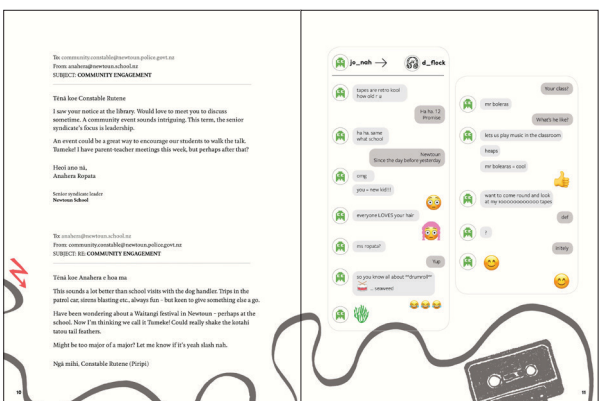 To: community.constable@newtoun.police.govt.nz
From: anahera@newtoun.school.nz
SUBJECT: COMMUNITY ENGAGEMENT
Tēnā koe Constable Rutene
I saw your notice at the library. Would love to meet you to discuss
sometime. A community event sounds intriguing. This term, the senior
syndicate's focus is leadership.
An event could be a great way to encourage our students to walk the talk.
Tumeke! I have parent-teacher meetings this week, but perhaps after that?
Heoi ano nā,
Anahera Ropata
Senior syndicate leader
Newtoun School
To: anahera@newtoun.school.nz
From: community.constable@newtoun.police.govt.nz
SUBJECT: RE: COMMUNITY ENGAGEMENT
Tēnā koe Anahera e hoa ma
This sounds a lot better than school visits with the dog handler. Trips in the
patrol car, sirens blasting etc., always fun – but keen to give something else a go.
Have been wondering about a Waitangi festival in Newtoun – perhaps at the
school. Now I'm thinking we call it Tumeke! Could really shake the kotahi
tatou tail feathers.
Might be too major of a major? Let me know if it's yeah slash nah.
Ngā mihi, Constable Rutene (Piripi)
10
jo_nah → d_flock
tapes are retro kool
how old r u
Ha ha. 12
Promise
ha ha. same
what school
Newtoun
Since the day before yesterday
omg
you = new kid!!!
everyone LOVES your hair
ms ropata?
Yup
so you know all about **drumroll**
... seaweed
Your class?
mr boleras
What's he like?
lets us play music in the classroom
heaps
mr bolearas = cool
want to come round and look
at my xooooooooooo tapes
def
?
initely
11